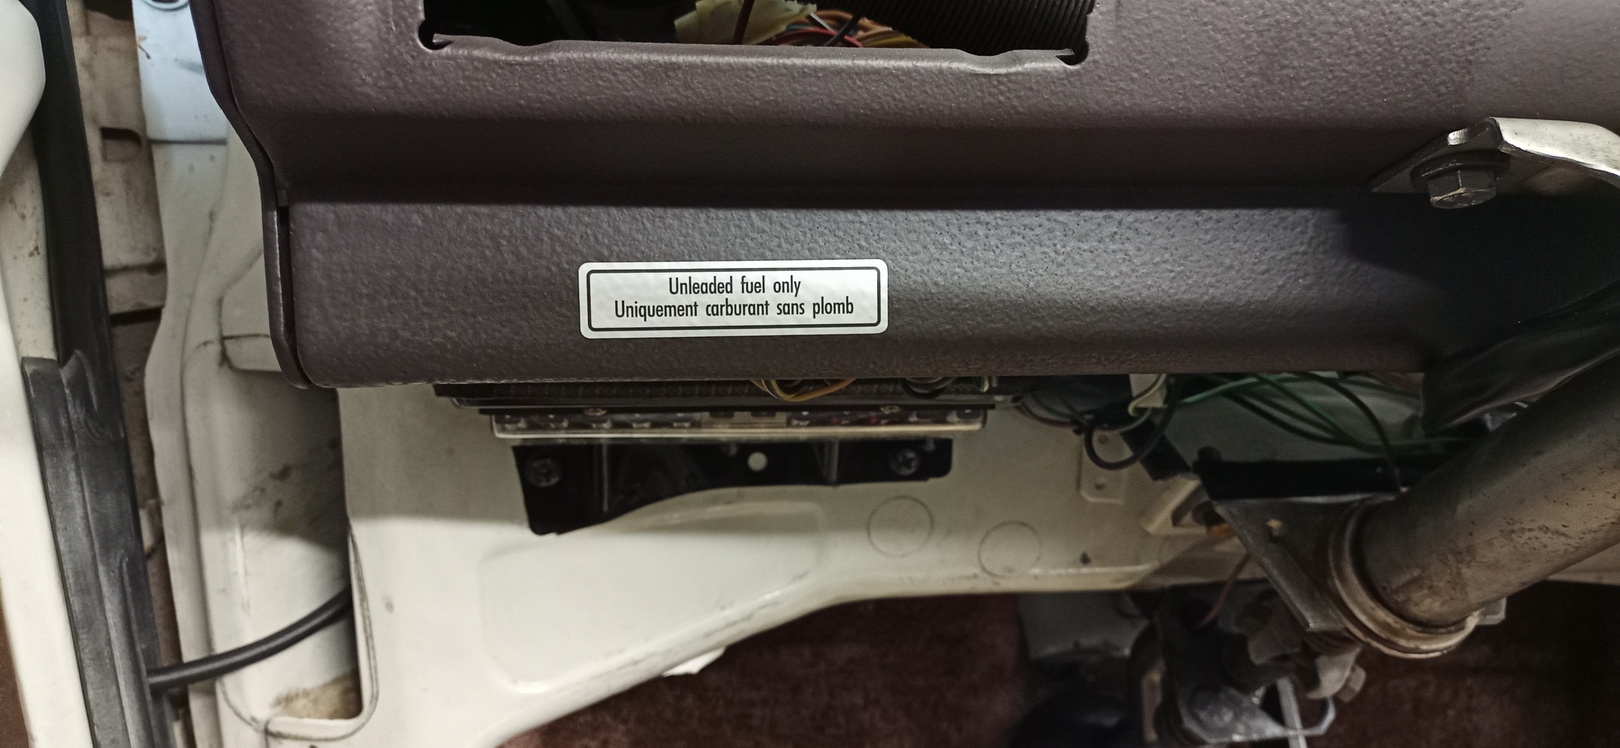 Unleaded fuel only
Uniquement carburant sans plomb